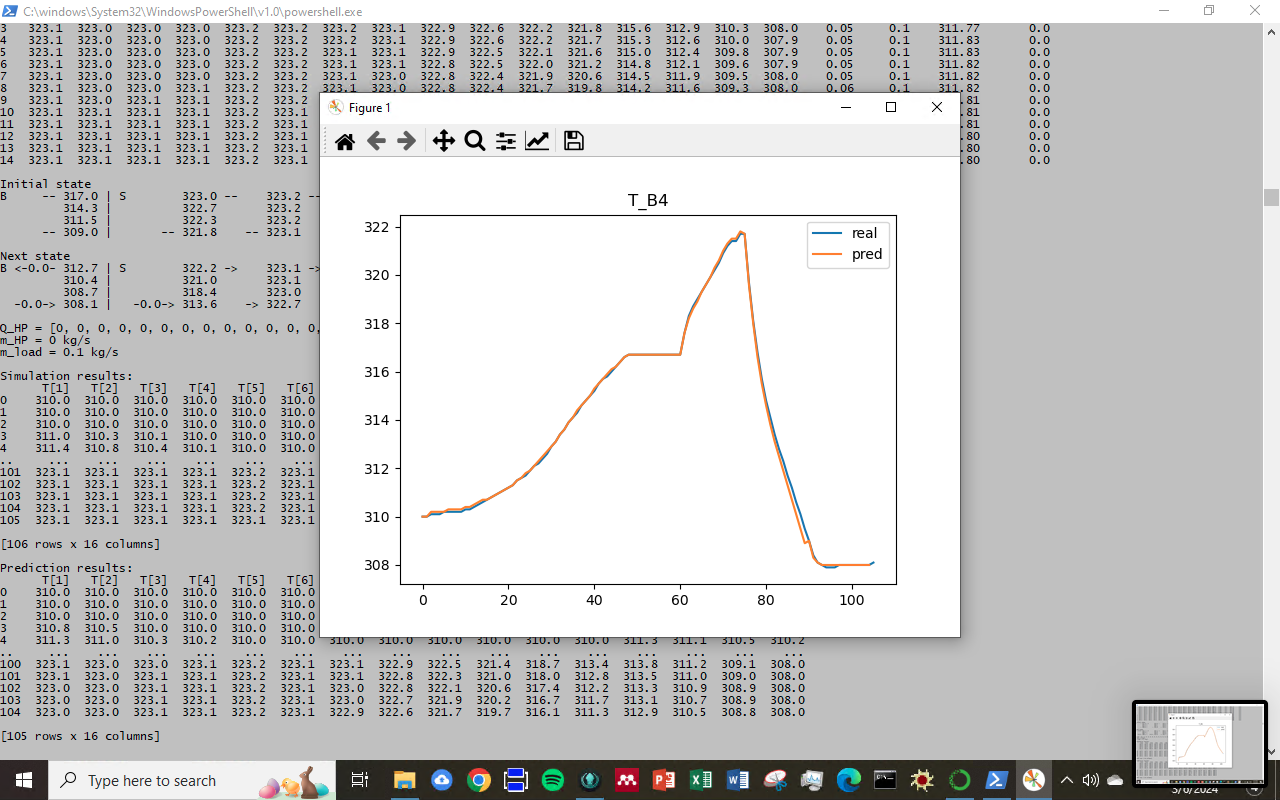 C:\windows\System32\WindowsPowerShell\v1.0\powershell.exe
3 323.1 323.0 323.0 323.0 323.2 323.2 323.2 323.1 322.9 322.6 322.2 321.8 315.6 312.9 310.3 308.0 0.05 0.1 311.77 0.0
4 323.1 323.0 323.0 323.0 323.2 323.2 323.1 323.1 322.9 322.6 322.2 321.7 315.3 312.6 310.0 307.9 0.05 0.1 311.83 0.0
5 323.1 323.0 323.0 323.0 323.2 323.2 323.1 323.1 322.9 322.5 322.1 321.6 315.0 312.4 309.8 307.9 0.05 0.1 311.83 0.0
6 323.1 323.0 323.0 323.0 323.2 323.2 323.1 323.1 322.8 322.5 322.0 321.2 314.8 312.1 309.6 307.9 0.05 0.1 311.82 0.0
7 323.1 323.0 323.0 323.0 323.2 323.2 323.1 323.0 322.8 322.4 321.9 320.6 314.5 311.9 309.5 308.0 0.05 0.1 311.82 0.0
8 323.1 323.0 323.0 323.1 323.2 323.2 323.1 323.0 322.8 322.4 321.7 319.8 314.2 311.6 309.3 308.0 0.06 0.1 311.82 0.0
9 323.1 323.0 323.0 323.1 323.2 323.2 .81 0.0
10 323.1 323.1 323.0 323.1 323.2 323.1 .81 0.0
11 323.1 323.1 323.1 323.1 323.2 323.1 .81 0.0
12 323.1 323.1 323.1 323.1 323.2 323.1 .80 0.0
13 323.1 323.1 323.1 323.1 323.2 323.1 .80 0.0
14 323.1 323.1 323.1 323.1 323.2 323.1 .80 0.0
Initial state
B -- 317.0 | S 323.0 -- 323.2 --
314.3 | 322.7 323.2
311.5 | 322.3 323.2
-- 309.0 | -- 321.8 -- 323.1
Next state
B <-0.0- 312.7 | S 322.2 -> 323.1 ->
310.4 | 321.0 323.1
308.7 | 318.4 323.0
-0.0-> 308.1 | -0.0-> 313.6 -> 322.7
Q_HP = [0, 0, 0, 0, 0, 0, 0, 0, 0, 0, 0, 0, 0,
m_HP = 0 kg/s
m_load = 0.1 kg/s
Simulation results:
T[1] T[2] T[3] T[4] T[5] T[6]
0 310.0 310.0 310.0 310.0 310.0 310.0
1 310.0 310.0 310.0 310.0 310.0 310.0
2 310.0 310.0 310.0 310.0 310.0 310.0
3 311.0 310.3 310.1 310.0 310.0 310.0
4 311.4 310.8 310.4 310.1 310.0 310.0
.. ... ... ... ... ... ...
101 323.1 323.1 323.1 323.1 323.2 323.1
102 323.1 323.1 323.1 323.1 323.2 323.1
103 323.1 323.1 323.1 323.1 323.2 323.1
104 323.1 323.1 323.1 323.1 323.1 323.1
105 323.1 323.1 323.1 323.1 323.1 323.1
[106 rows x 16 columns]
Prediction results:
T[1] T[2] T[3] T[4] T[5] T[6]
0 310.0 310.0 310.0 310.0 310.0 310.0
1 310.0 310.0 310.0 310.0 310.0 310.0
2 310.0 310.0 310.0 310.0 310.0 310.0
3 310.8 310.5 310.0 310.0 310.0 310.0
4 311.3 311.0 310.3 310.2 310.0 310.0 310.0 310.0 310.0 310.0 310.0 310.0 311.3 311.1 310.5 310.2
.. ... ... ... ... ... ... ... ... ... ... ... ... ... ... ... ...
100 323.1 323.0 323.0 323.1 323.2 323.1 323.1 322.9 322.5 321.4 318.7 313.4 313.8 311.2 309.1 308.0
101 323.1 323.0 323.1 323.1 323.2 323.1 323.1 322.8 322.3 321.0 318.0 312.8 313.5 311.0 309.0 308.0
102 323.0 323.0 323.1 323.1 323.2 323.1 323.0 322.8 322.1 320.6 317.4 312.2 313.3 310.9 308.9 308.0
103 323.0 323.0 323.1 323.1 323.2 323.1 323.0 322.7 321.9 320.2 316.7 311.7 313.1 310.7 308.9 308.0
104 323.0 323.0 323.1 323.1 323.2 323.1 322.9 322.6 321.7 319.7 316.1 311.3 312.9 310.5 308.8 308.0
[105 rows x 16 columns]
Figure 1
T_B4
real
pred
322
320
318
316
314
312
310
308
0 20 40 60 80 100
Type here to search
3/6/2024